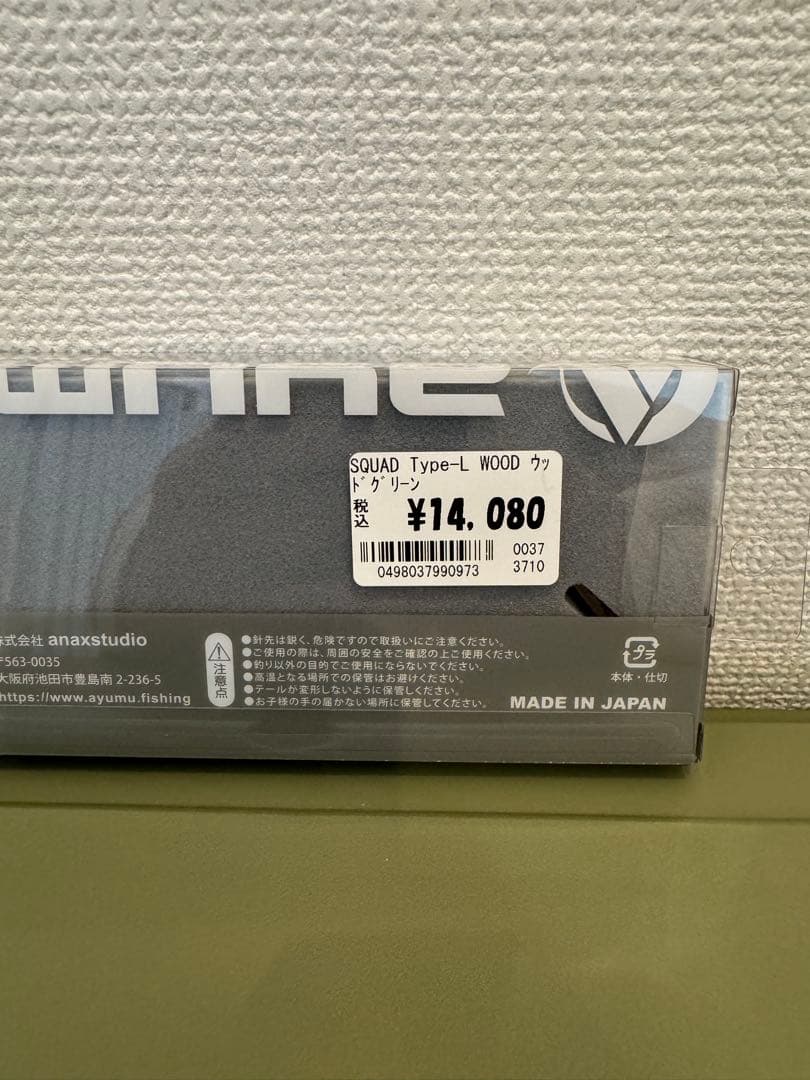 SQUAD Type-L WOOD ウッ
ドグリーン
税込 ¥14,080
0037
0498037990973 3710
株式会社 anaxstudio
〒563-0035
大阪府池田市豊島南 2-236-5
https://www.ayumu.fishing
注意点
●針先は鋭く、危険ですので取扱いにご注意ください。
●ご使用の際は、周囲の安全をご確認の上ご使用ください。
●釣り以外の目的でご使用にならないでください。
●高温となる場所での保管はお避けください。
●テールが変形しないように保管しください。
●お子様の手の届かない場所に保管してください。
プラ
本体・仕切
MADE IN JAPAN